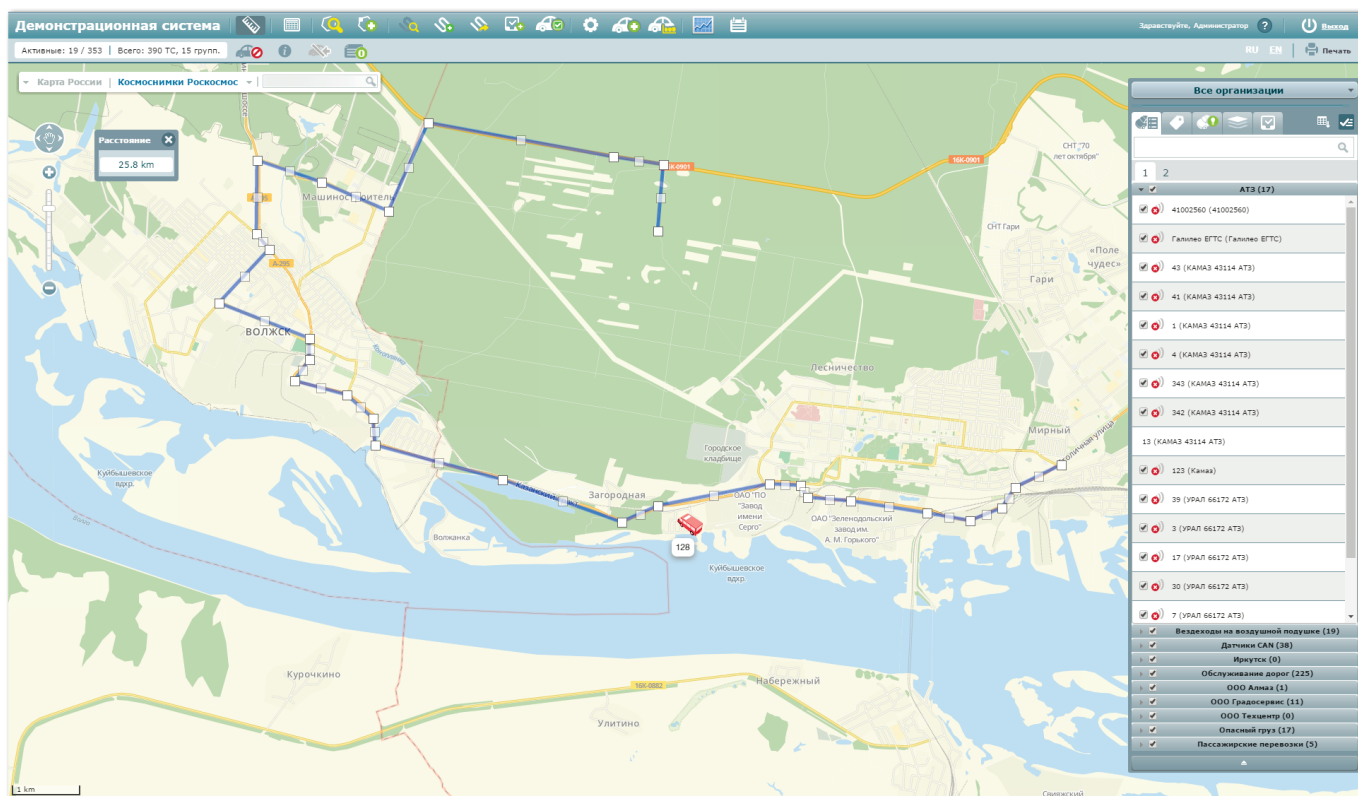 Демонстрационная система
Здравствуйте, Администратор ? Выход
Активные: 19 / 353 | Всего: 390 ТС, 15 групп.
RU EN Печать
Карта России | Космоснимки Роскосмос
Расстояние
25.8 km
Все организации
1 2
АТЗ (17)
41002560 (41002560)
Галилео ЕГТС (Галилео ЕГТС)
43 (КАМАЗ 43114 АТЗ)
41 (КАМАЗ 43114 АТЗ)
1 (КАМАЗ 43114 АТЗ)
4 (КАМАЗ 43114 АТЗ)
343 (КАМАЗ 43114 АТЗ)
342 (КАМАЗ 43114 АТЗ)
13 (КАМАЗ 43114 АТЗ)
123 (Камаз)
39 (УРАЛ 66172 АТЗ)
3 (УРАЛ 66172 АТЗ)
17 (УРАЛ 66172 АТЗ)
30 (УРАЛ 66172 АТЗ)
7 (УРАЛ 66172 АТЗ)
Вездеходы на воздушной подушке (19)
Датчики CAN (38)
Иркутск (0)
Обслуживание дорог (225)
ООО Алмаз (1)
ООО Градосервис (11)
ООО Техцентр (0)
Опасный груз (17)
Пассажирские перевозки (5)
16К-0901
16К-0901
СНТ "70
лет октября"
Машиностроитель
А-295
СНТ Гари
«Поле
чудес»
Гари
ВОЛЖСК
Лесничество
Мирный
Городское
кладбище
Куйбышевское
вдхр.
Загородная
ОАО "ПО
"Завод
имени
Серго"
ОАО "Зеленодольский
завод им.
А. М. Горького"
128
Волжанка
Куйбышевское
вдхр.
Курочкино
16К-0882
Набережный
Улитино
Свияжский
1 km